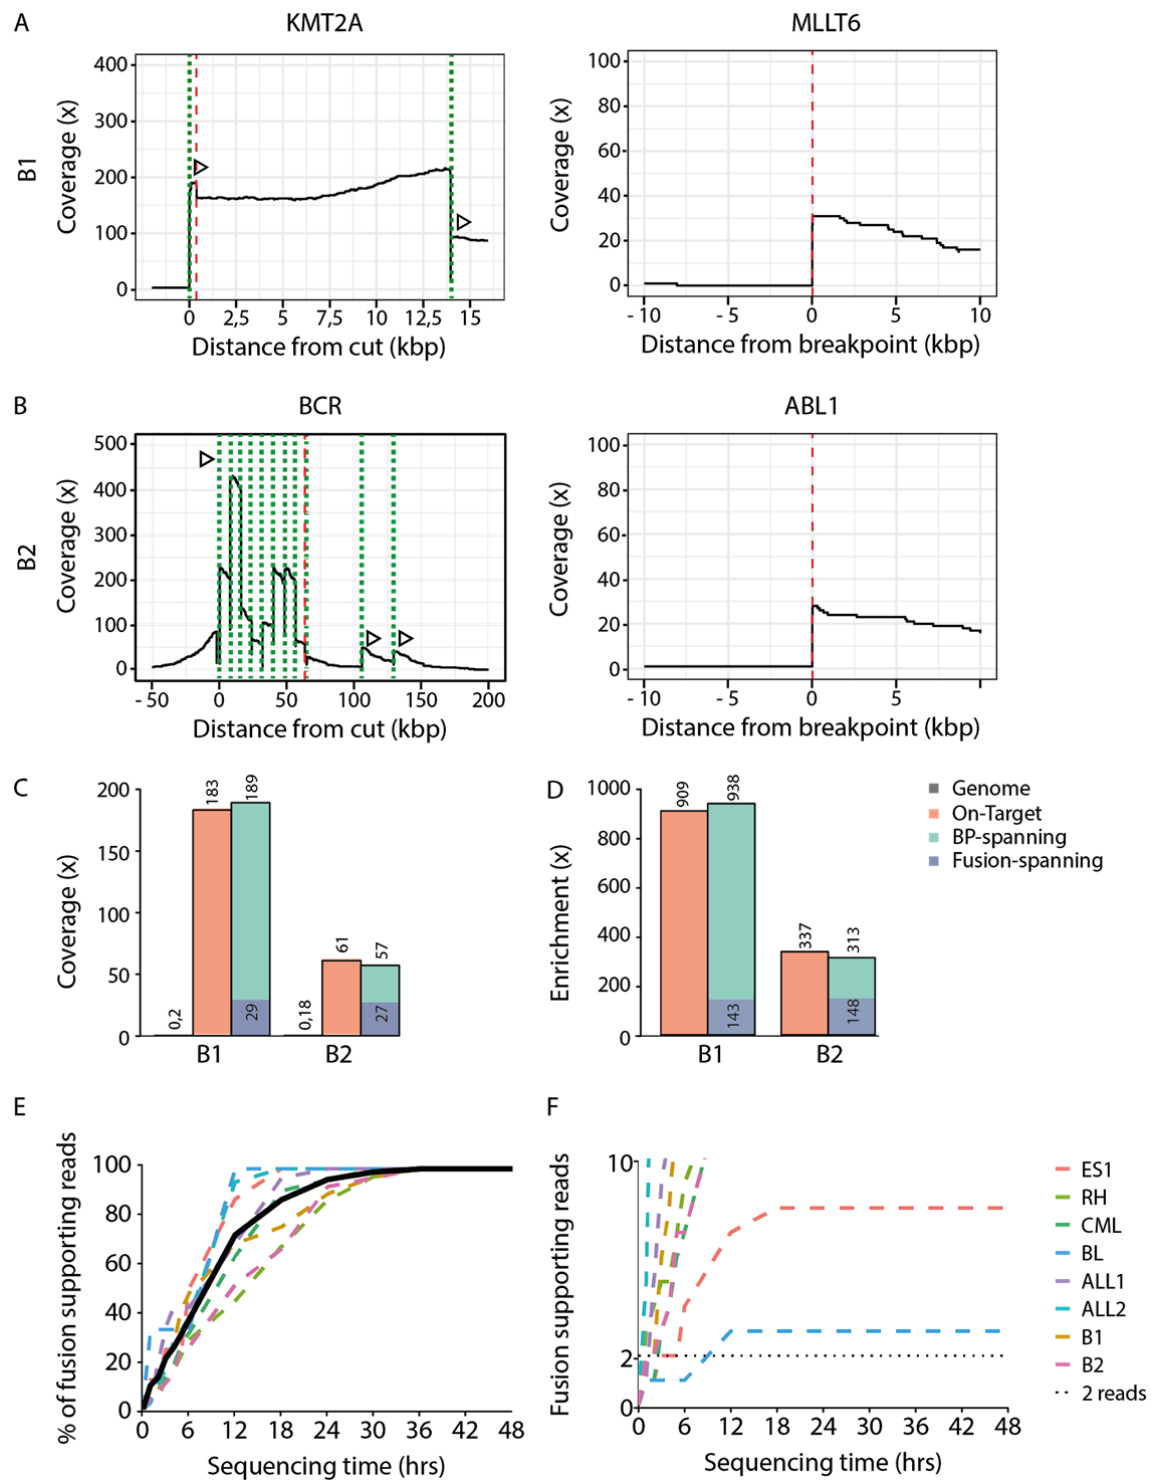 A
KMT2A
MLLT6
B1
Coverage (x)
400
300
200
100
0
0 2,5 5 7,5 10 12,5 15
Distance from cut (kbp)
Coverage (x)
100
80
60
40
20
0
- 10 - 5 0 5 10
Distance from breakpoint (kbp)
B
BCR
ABL1
B2
Coverage (x)
500
400
300
200
100
0
- 50 0 50 100 150 200
Distance from cut (kbp)
Coverage (x)
100
80
60
40
20
0
- 10 - 5 0 5
Distance from breakpoint (kbp)
C
Coverage (x)
200
150
100
50
0
0,2 183 189 29
0,18 61 57 27
B1 B2
D
Enrichment (x)
1000
800
600
400
200
0
909 938 143
337 313 148
B1 B2
Genome
On-Target
BP-spanning
Fusion-spanning
E
% of fusion supporting reads
100
80
60
40
20
0
0 6 12 18 24 30 36 42 48
Sequencing time (hrs)
F
Fusion supporting reads
10
2
0
0 6 12 18 24 30 36 42 48
Sequencing time (hrs)
ES1
RH
CML
BL
ALL1
ALL2
B1
B2
2 reads